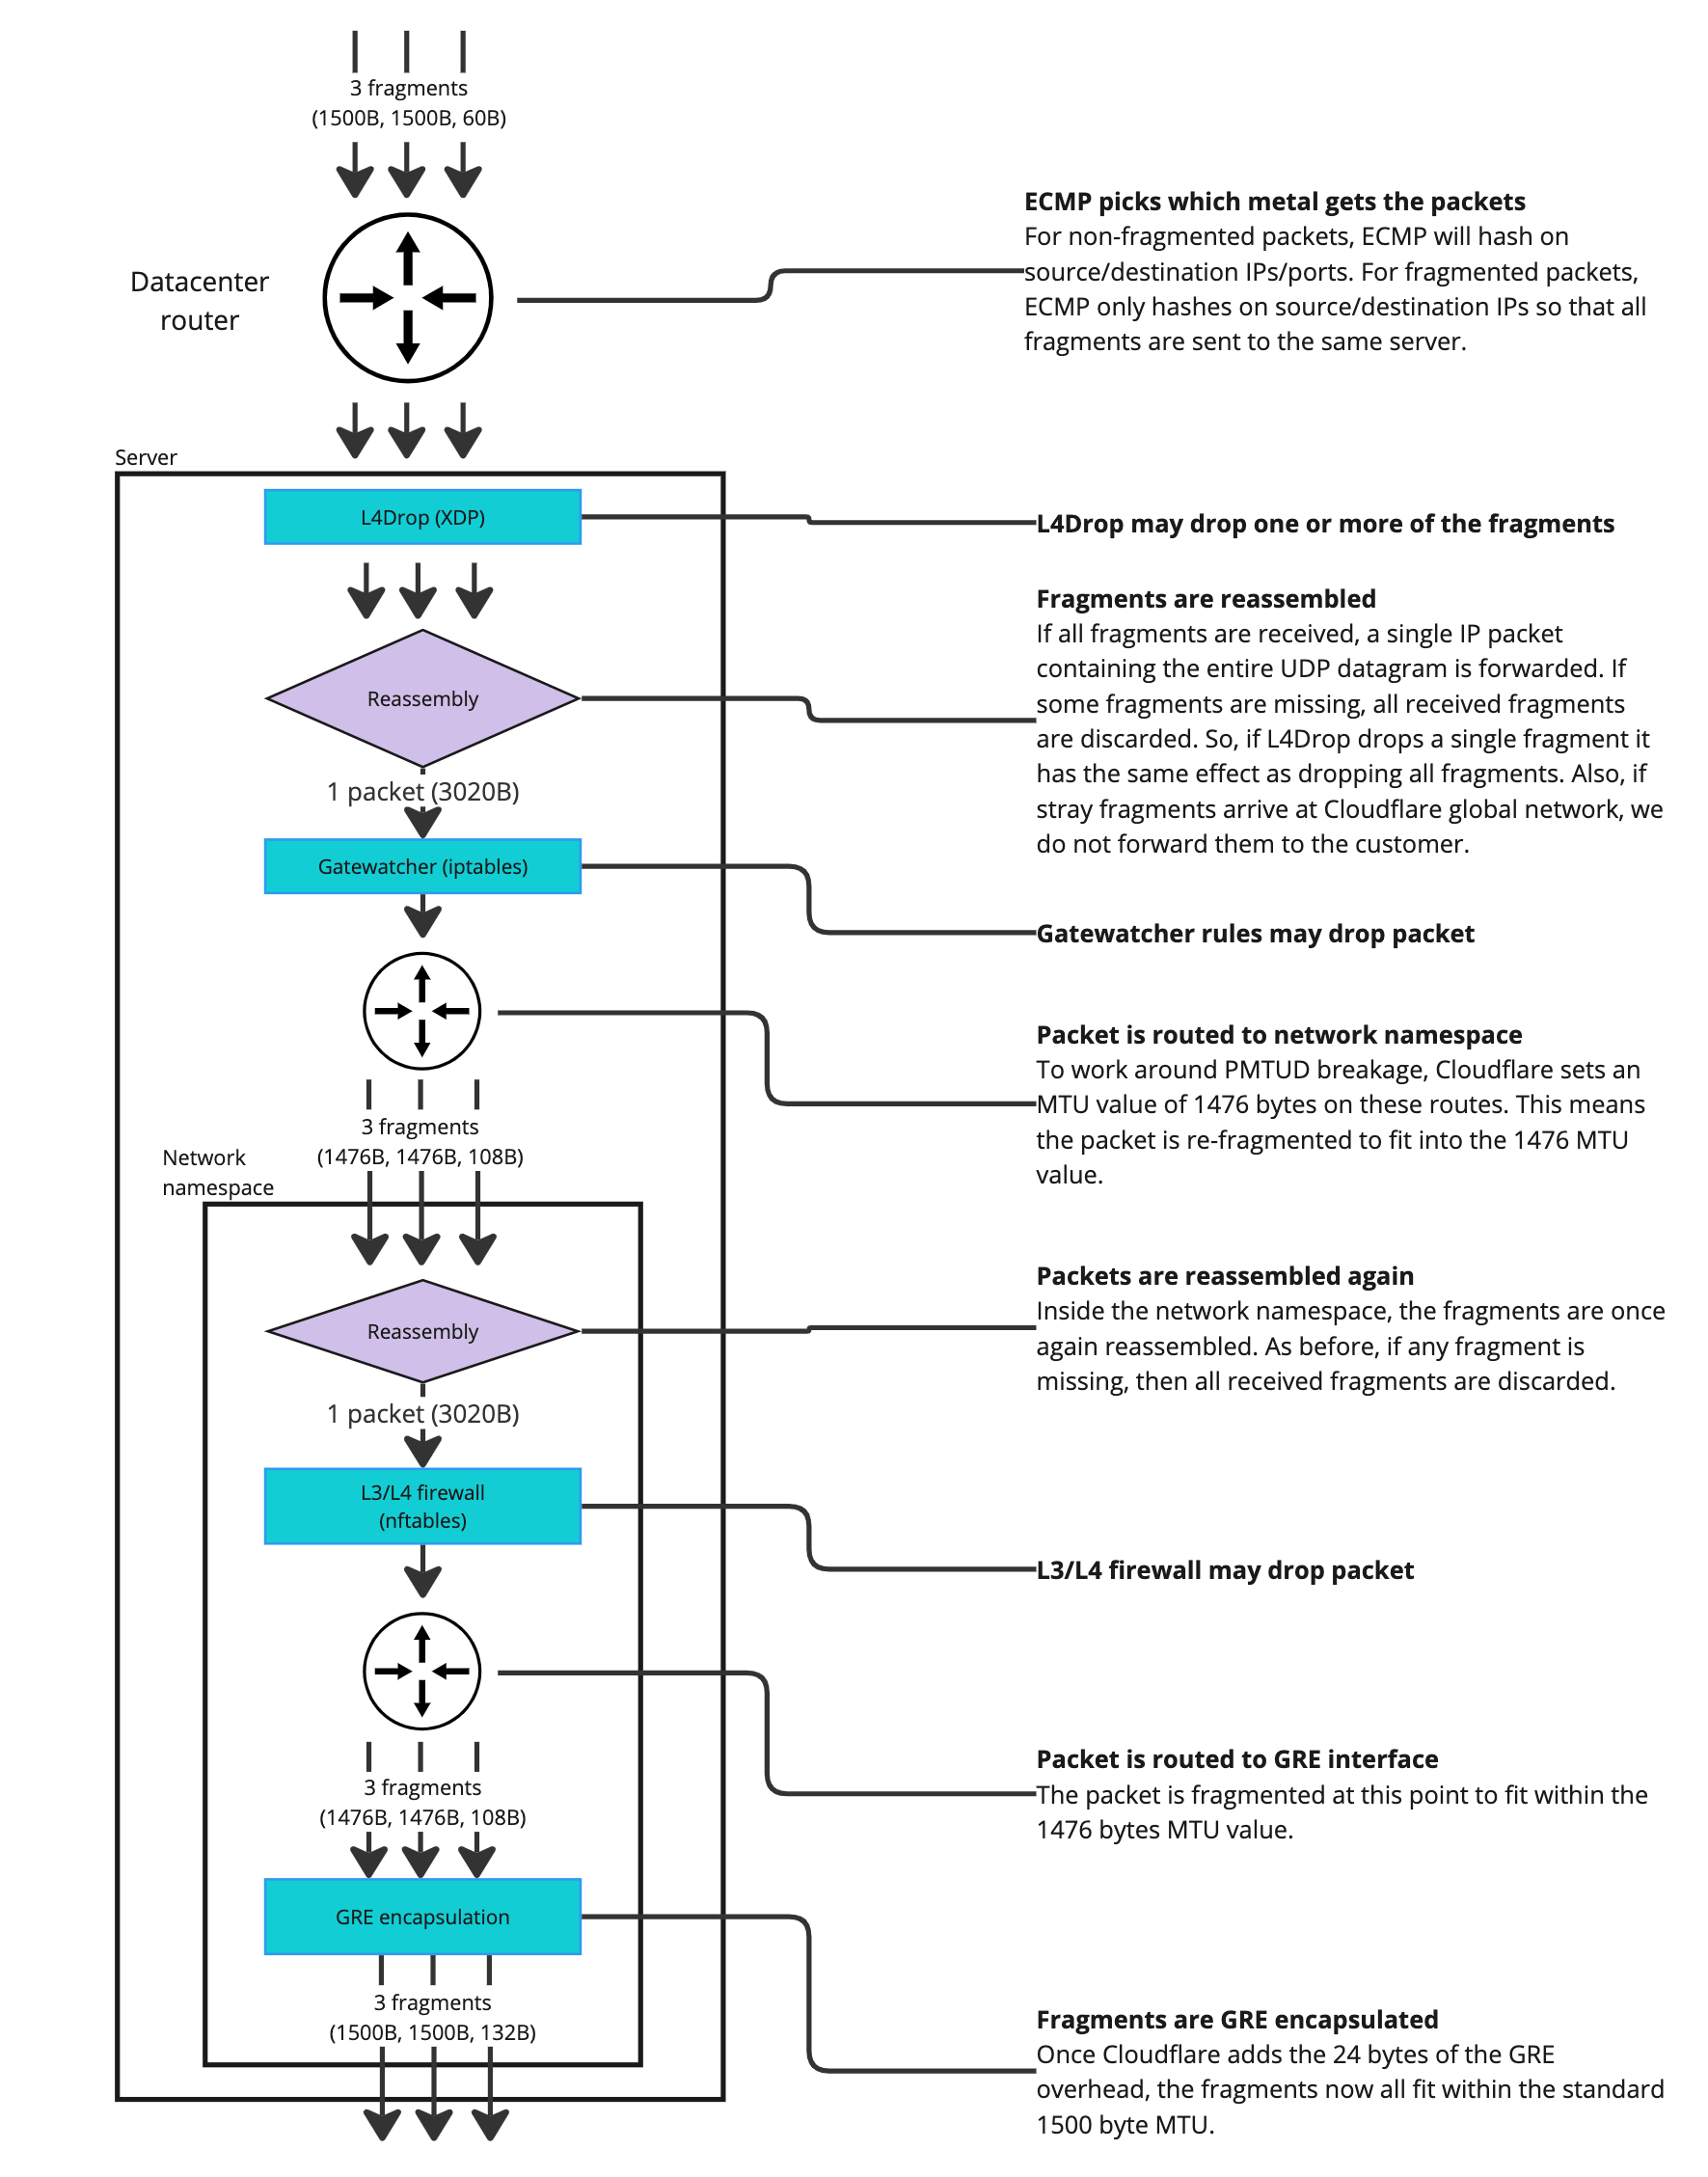 3 fragments
(1500B, 1500B, 60B)
Datacenter
router
ECMP picks which metal gets the packets
For non-fragmented packets, ECMP will hash on
source/destination IPs/ports. For fragmented packets,
ECMP only hashes on source/destination IPs so that all
fragments are sent to the same server.
Server
L4Drop (XDP)
L4Drop may drop one or more of the fragments
Reassembly
Fragments are reassembled
If all fragments are received, a single IP packet
containing the entire UDP datagram is forwarded. If
some fragments are missing, all received fragments
are discarded. So, if L4Drop drops a single fragment it
has the same effect as dropping all fragments. Also, if
stray fragments arrive at Cloudflare global network, we
do not forward them to the customer.
1 packet (3020B)
Gatewatcher (iptables)
Gatewatcher rules may drop packet
Packet is routed to network namespace
To work around PMTUD breakage, Cloudflare sets an
MTU value of 1476 bytes on these routes. This means
the packet is re-fragmented to fit into the 1476 MTU
value.
3 fragments
(1476B, 1476B, 108B)
Network
namespace
Reassembly
Packets are reassembled again
Inside the network namespace, the fragments are once
again reassembled. As before, if any fragment is
missing, then all received fragments are discarded.
1 packet (3020B)
L3/L4 firewall
(nftables)
L3/L4 firewall may drop packet
Packet is routed to GRE interface
The packet is fragmented at this point to fit within the
1476 bytes MTU value.
3 fragments
(1476B, 1476B, 108B)
GRE encapsulation
3 fragments
(1500B, 1500B, 132B)
Fragments are GRE encapsulated
Once Cloudflare adds the 24 bytes of the GRE
overhead, the fragments now all fit within the standard
1500 byte MTU.